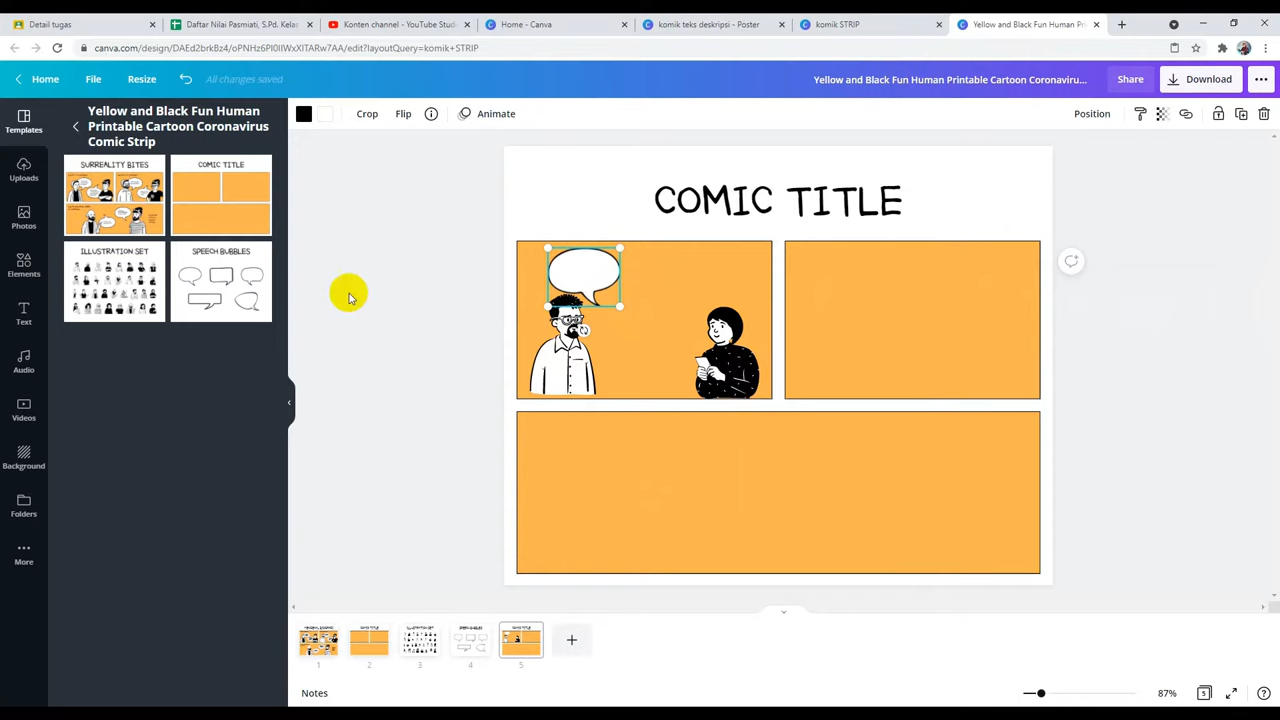 Detail tugas
Daftar Nilai Pasmiati, S.Pd. Kelas
Konten channel - YouTube Studi
Home - Canva
komik teks deskripsi - Poster
komik STRIP
Yellow and Black Fun Human Pri
canva.com/design/DAEd2brkBz4/oPNHz6PI0IIWxXITARw7AA/edit?layoutQuery=komik+STRIP
Home
File
Resize
All changes saved
Yellow and Black Fun Human Printable Cartoon Coronaviru...
Share
Download
Templates
Uploads
Photos
Elements
Text
Audio
Videos
Background
Folders
More
Yellow and Black Fun Human
Printable Cartoon Coronavirus
Comic Strip
SURREALITY BITES
COMIC TITLE
ILLUSTRATION SET
SPEECH BUBBLES
Crop
Flip
Animate
Position
COMIC TITLE
1
2
3
4
5
Notes
87%
5